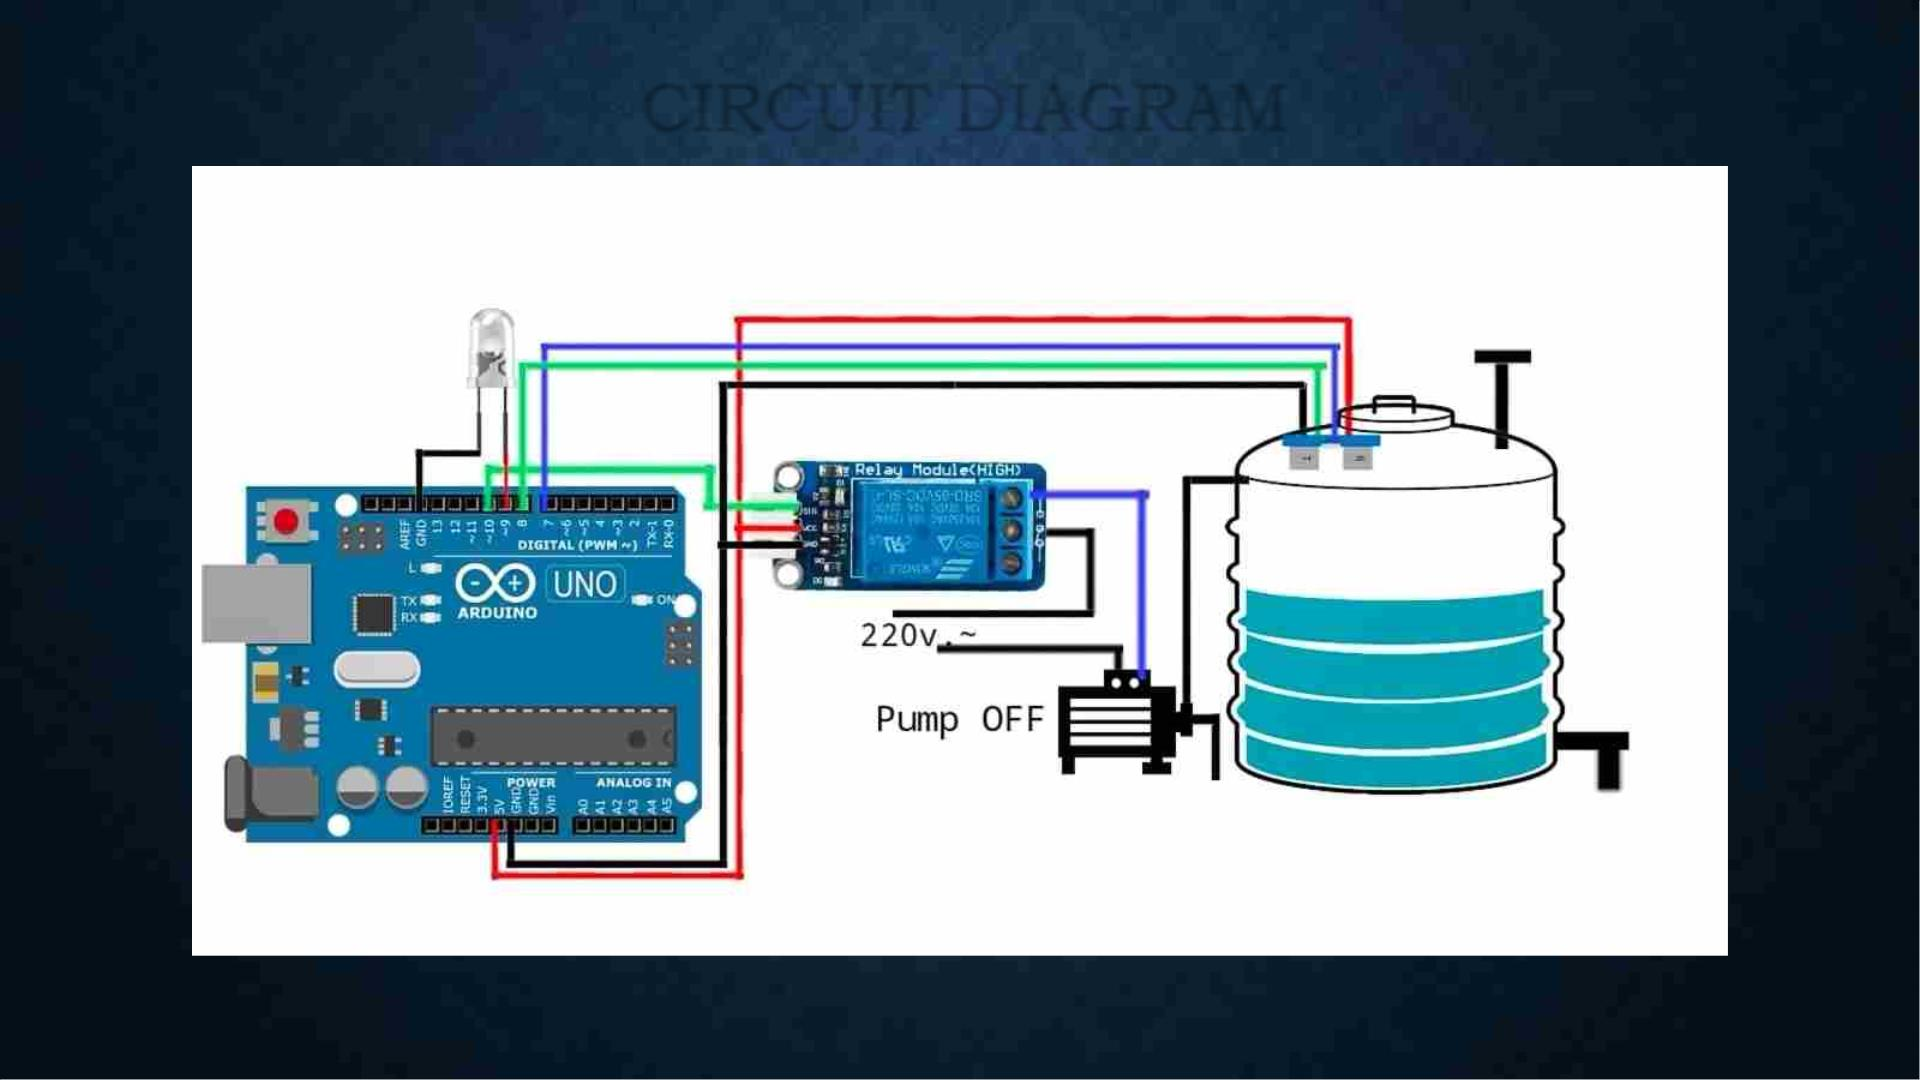 CIRCUIT DIAGRAM
Relay Module(HIGH)
VCC
GND
AREF
GND
13
12
~11
~10
~9
8
7
~6
~5
4
~3
2
TX-1
RX-0
DIGITAL (PWM ~)
L
TX
RX
ARDUINO
UNO
ON
220v.~
Pump OFF
POWER
ANALOG IN
IOREF
RESET
3.3V
5V
GND
GND
Vin
A0
A1
A2
A3
A4
A5